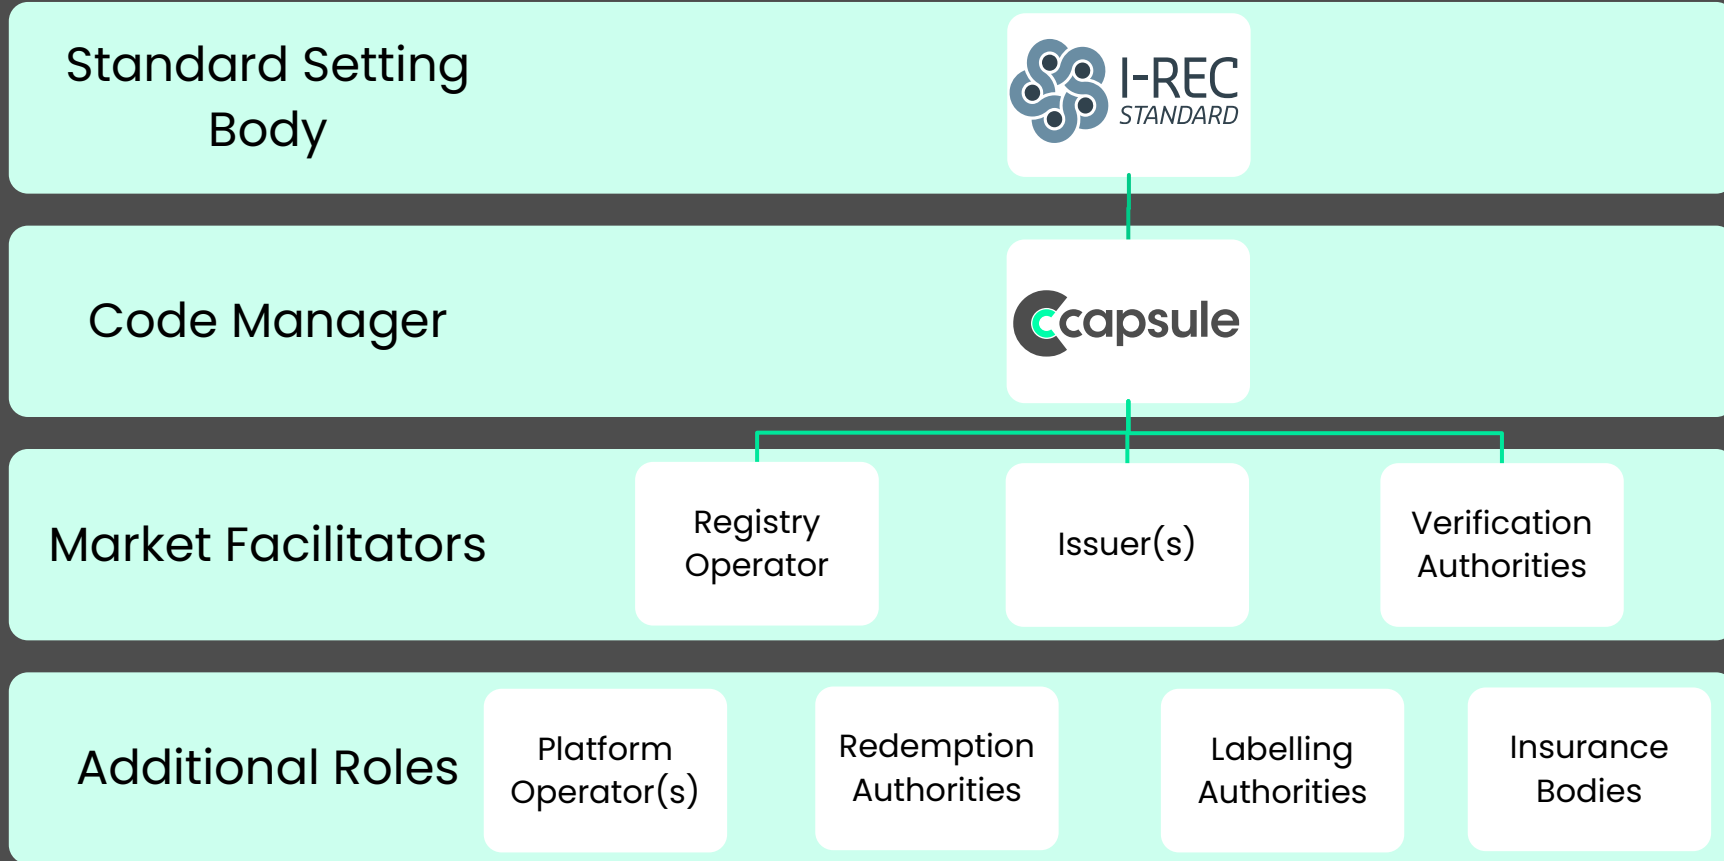 Standard Setting
Body
I-REC
STANDARD
Code Manager
ccapsule
Market Facilitators
Registry
Operator
Issuer(s)
Verification
Authorities
Additional Roles
Platform
Operator(s)
Redemption
Authorities
Labelling
Authorities
Insurance
Bodies